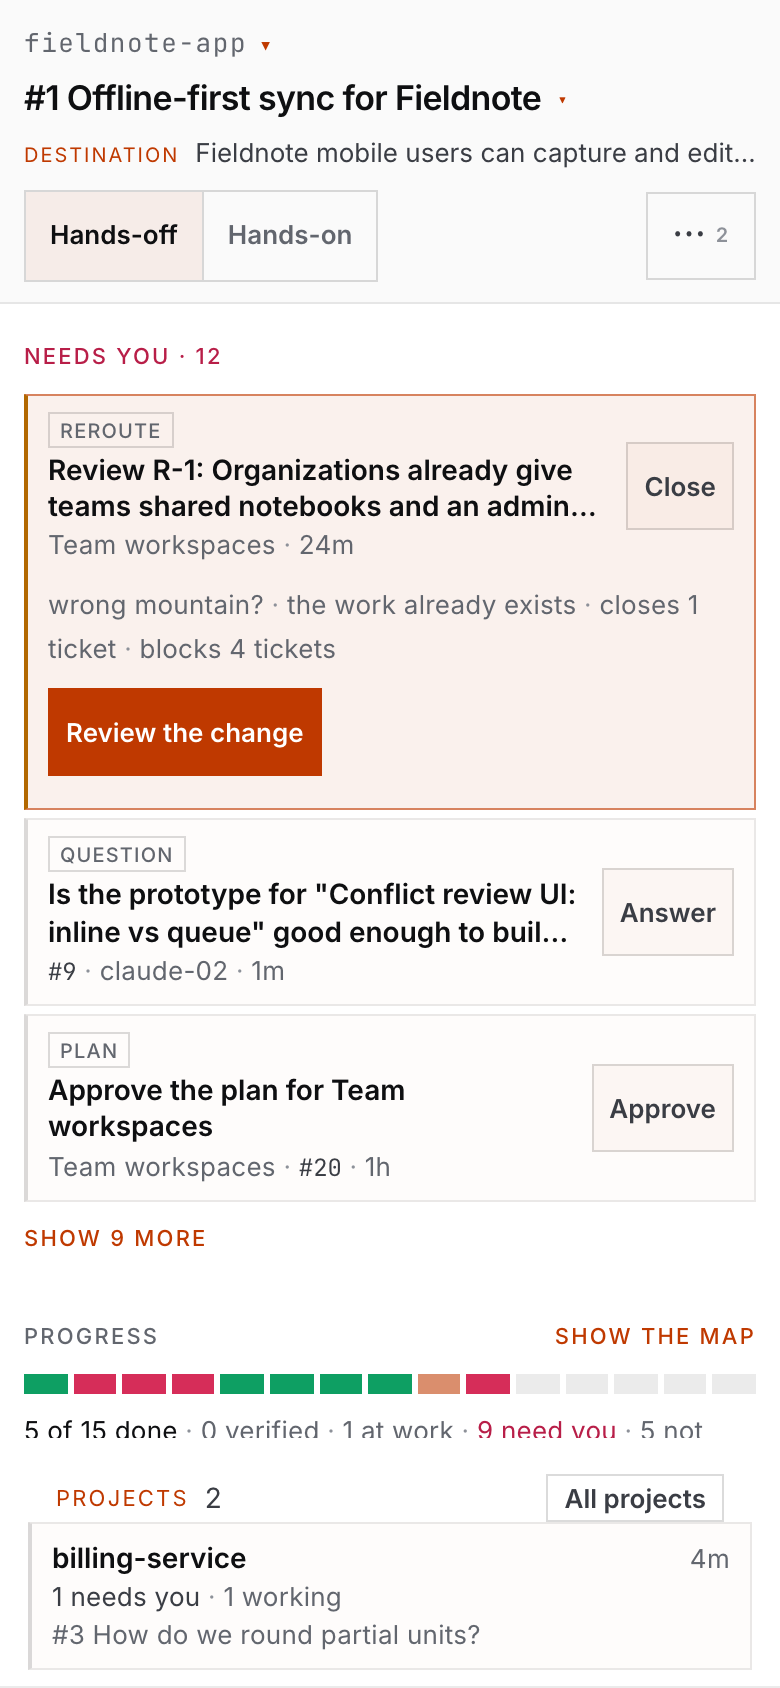 fieldnote-app ▾
#1 Offline-first sync for Fieldnote ▾
DESTINATION Fieldnote mobile users can capture and edit...
Hands-off Hands-on ··· 2
NEEDS YOU · 12
REROUTE
Review R-1: Organizations already give
teams shared notebooks and an admin...
Close
Team workspaces · 24m
wrong mountain? · the work already exists · closes 1
ticket · blocks 4 tickets
Review the change
QUESTION
Is the prototype for "Conflict review UI:
inline vs queue" good enough to buil...
Answer
#9 · claude-02 · 1m
PLAN
Approve the plan for Team
workspaces
Approve
Team workspaces · #20 · 1h
SHOW 9 MORE
PROGRESS SHOW THE MAP
5 of 15 done · 0 verified · 1 at work · 9 need you · 5 not
PROJECTS 2 All projects
billing-service 4m
1 needs you · 1 working
#3 How do we round partial units?